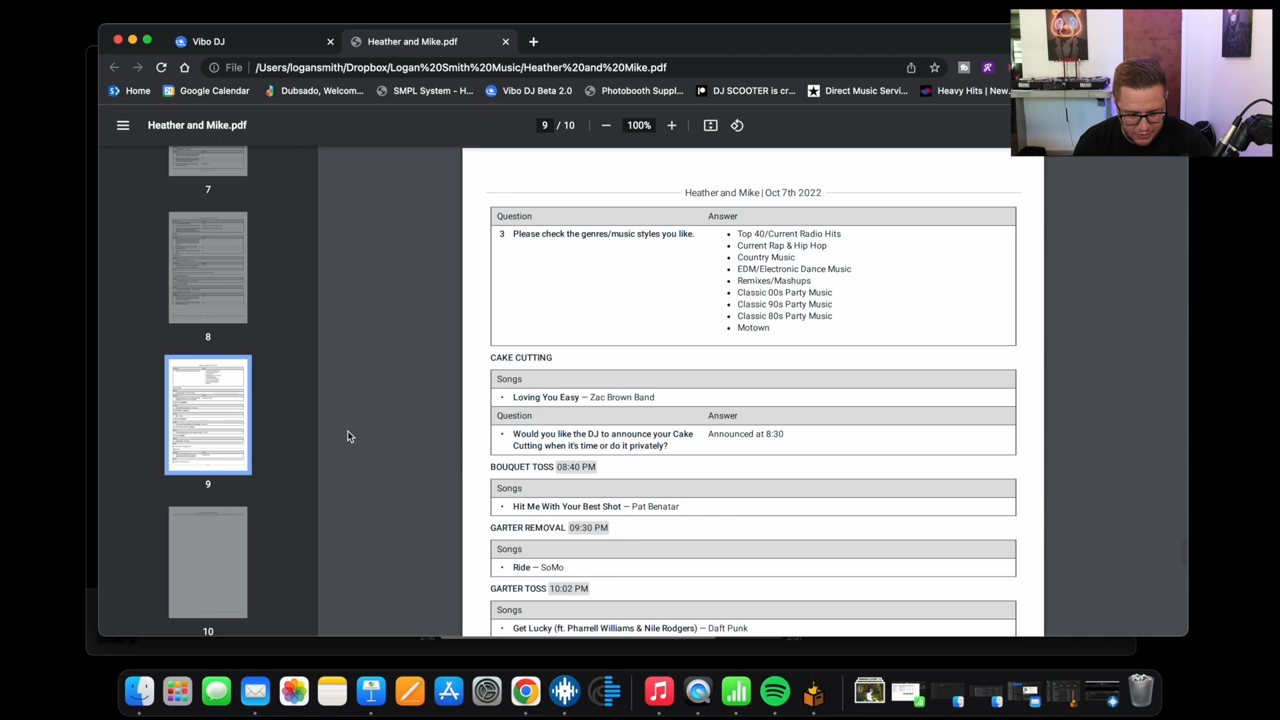 Vibo DJ
Heather and Mike.pdf
File
/Users/logansmith/Dropbox/Logan%20Smith%20Music/Heather%20and%20Mike.pdf
Home
Google Calendar
Dubsado, Welcom...
SMPL System - H...
Vibo DJ Beta 2.0
Photobooth Suppl...
DJ SCOOTER is cr...
Direct Music Servi...
Heavy Hits | New...
Heather and Mike.pdf
9 / 10
100%
7
8
9
10
Heather and Mike | Oct 7th 2022
Question Answer
3 Please check the genres/music styles you like.
• Top 40/Current Radio Hits
• Current Rap & Hip Hop
• Country Music
• EDM/Electronic Dance Music
• Remixes/Mashups
• Classic 00s Party Music
• Classic 90s Party Music
• Classic 80s Party Music
• Motown
CAKE CUTTING
Songs
• Loving You Easy — Zac Brown Band
Question Answer
• Would you like the DJ to announce your Cake Announced at 8:30
Cutting when it's time or do it privately?
BOUQUET TOSS 08:40 PM
Songs
• Hit Me With Your Best Shot — Pat Benatar
GARTER REMOVAL 09:30 PM
Songs
• Ride — SoMo
GARTER TOSS 10:02 PM
Songs
• Get Lucky (ft. Pharrell Williams & Nile Rodgers) — Daft Punk